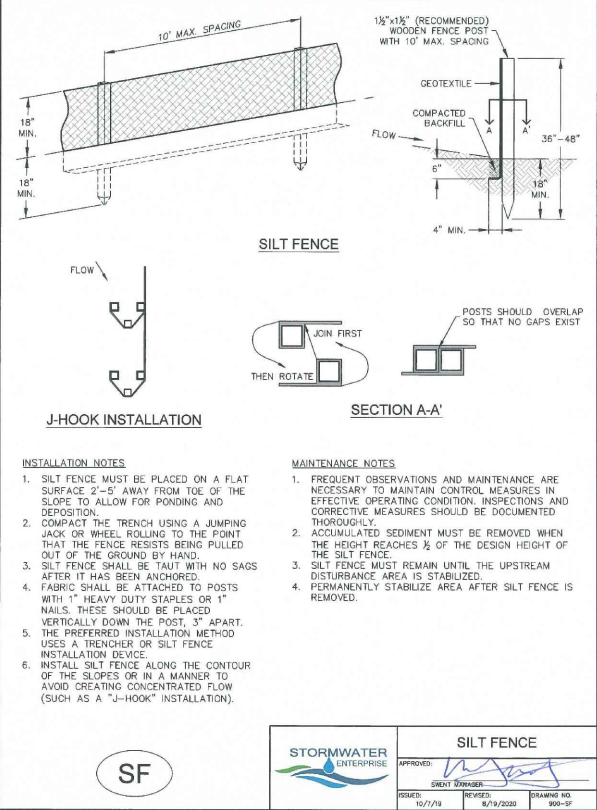 10' MAX. SPACING
18"
MIN.
18"
MIN.
1½"x1½" (RECOMMENDED)
WOODEN FENCE POST
WITH 10' MAX. SPACING
GEOTEXTILE
COMPACTED
BACKFILL
FLOW
A A'
36"-48"
6"
18"
MIN.
4" MIN.
SILT FENCE
FLOW
J-HOOK INSTALLATION
JOIN FIRST
THEN ROTATE
POSTS SHOULD OVERLAP
SO THAT NO GAPS EXIST
SECTION A-A'
INSTALLATION NOTES
1. SILT FENCE MUST BE PLACED ON A FLAT
SURFACE 2'-5' AWAY FROM TOE OF THE
SLOPE TO ALLOW FOR PONDING AND
DEPOSITION.
2. COMPACT THE TRENCH USING A JUMPING
JACK OR WHEEL ROLLING TO THE POINT
THAT THE FENCE RESISTS BEING PULLED
OUT OF THE GROUND BY HAND.
3. SILT FENCE SHALL BE TAUT WITH NO SAGS
AFTER IT HAS BEEN ANCHORED.
4. FABRIC SHALL BE ATTACHED TO POSTS
WITH 1" HEAVY DUTY STAPLES OR 1"
NAILS. THESE SHOULD BE PLACED
VERTICALLY DOWN THE POST, 3" APART.
5. THE PREFERRED INSTALLATION METHOD
USES A TRENCHER OR SILT FENCE
INSTALLATION DEVICE.
6. INSTALL SILT FENCE ALONG THE CONTOUR
OF THE SLOPES OR IN A MANNER TO
AVOID CREATING CONCENTRATED FLOW
(SUCH AS A "J-HOOK" INSTALLATION).
MAINTENANCE NOTES
1. FREQUENT OBSERVATIONS AND MAINTENANCE ARE
NECESSARY TO MAINTAIN CONTROL MEASURES IN
EFFECTIVE OPERATING CONDITION. INSPECTIONS AND
CORRECTIVE MEASURES SHOULD BE DOCUMENTED
THOROUGHLY.
2. ACCUMULATED SEDIMENT MUST BE REMOVED WHEN
THE HEIGHT REACHES ½ OF THE DESIGN HEIGHT OF
THE SILT FENCE.
3. SILT FENCE MUST REMAIN UNTIL THE UPSTREAM
DISTURBANCE AREA IS STABILIZED.
4. PERMANENTLY STABILIZE AREA AFTER SILT FENCE IS
REMOVED.
SF
STORMWATER
ENTERPRISE
SILT FENCE
APPROVED:
SWENT MANAGER
ISSUED: REVISED: DRAWING NO.
10/7/19 8/19/2020 900-SF